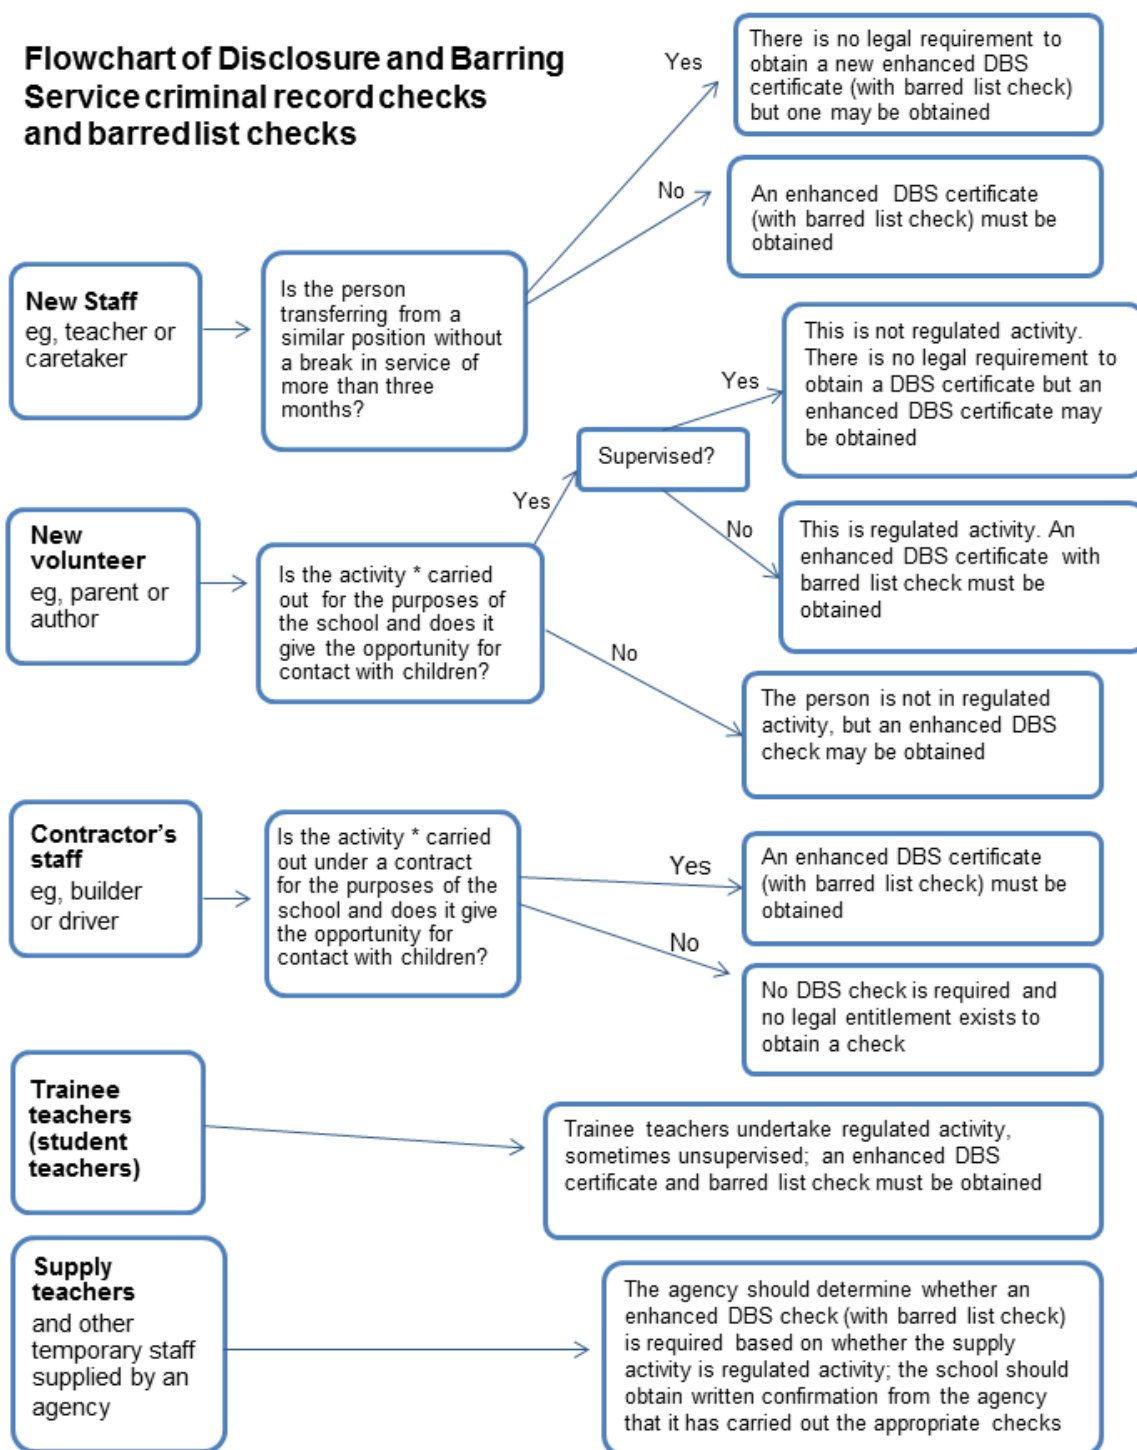 Flowchart of Disclosure and Barring
Service criminal record checks
and barred list checks
Yes
There is no legal requirement to
obtain a new enhanced DBS
certificate (with barred list check)
but one may be obtained
No
An enhanced DBS certificate
(with barred list check) must be
obtained
New Staff
eg, teacher or
caretaker
Is the person
transferring from a
similar position without
a break in service of
more than three
months?
This is not regulated activity.
There is no legal requirement to
obtain a DBS certificate but an
enhanced DBS certificate may
be obtained
Yes
Supervised?
Yes
No
This is regulated activity. An
enhanced DBS certificate with
barred list check must be
obtained
New
volunteer
eg, parent or
author
Is the activity * carried
out for the purposes of
the school and does it
give the opportunity for
contact with children?
No
The person is not in regulated
activity, but an enhanced DBS
check may be obtained
Contractor's
staff
eg, builder
or driver
Is the activity * carried
out under a contract
for the purposes of the
school and does it give
the opportunity for
contact with children?
Yes
An enhanced DBS certificate
(with barred list check) must be
obtained
No
No DBS check is required and
no legal entitlement exists to
obtain a check
Trainee
teachers
(student
teachers)
Trainee teachers undertake regulated activity,
sometimes unsupervised; an enhanced DBS
certificate and barred list check must be obtained
Supply
teachers
and other
temporary staff
supplied by an
agency
The agency should determine whether an
enhanced DBS check (with barred list check)
is required based on whether the supply
activity is regulated activity; the school should
obtain written confirmation from the agency
that it has carried out the appropriate checks